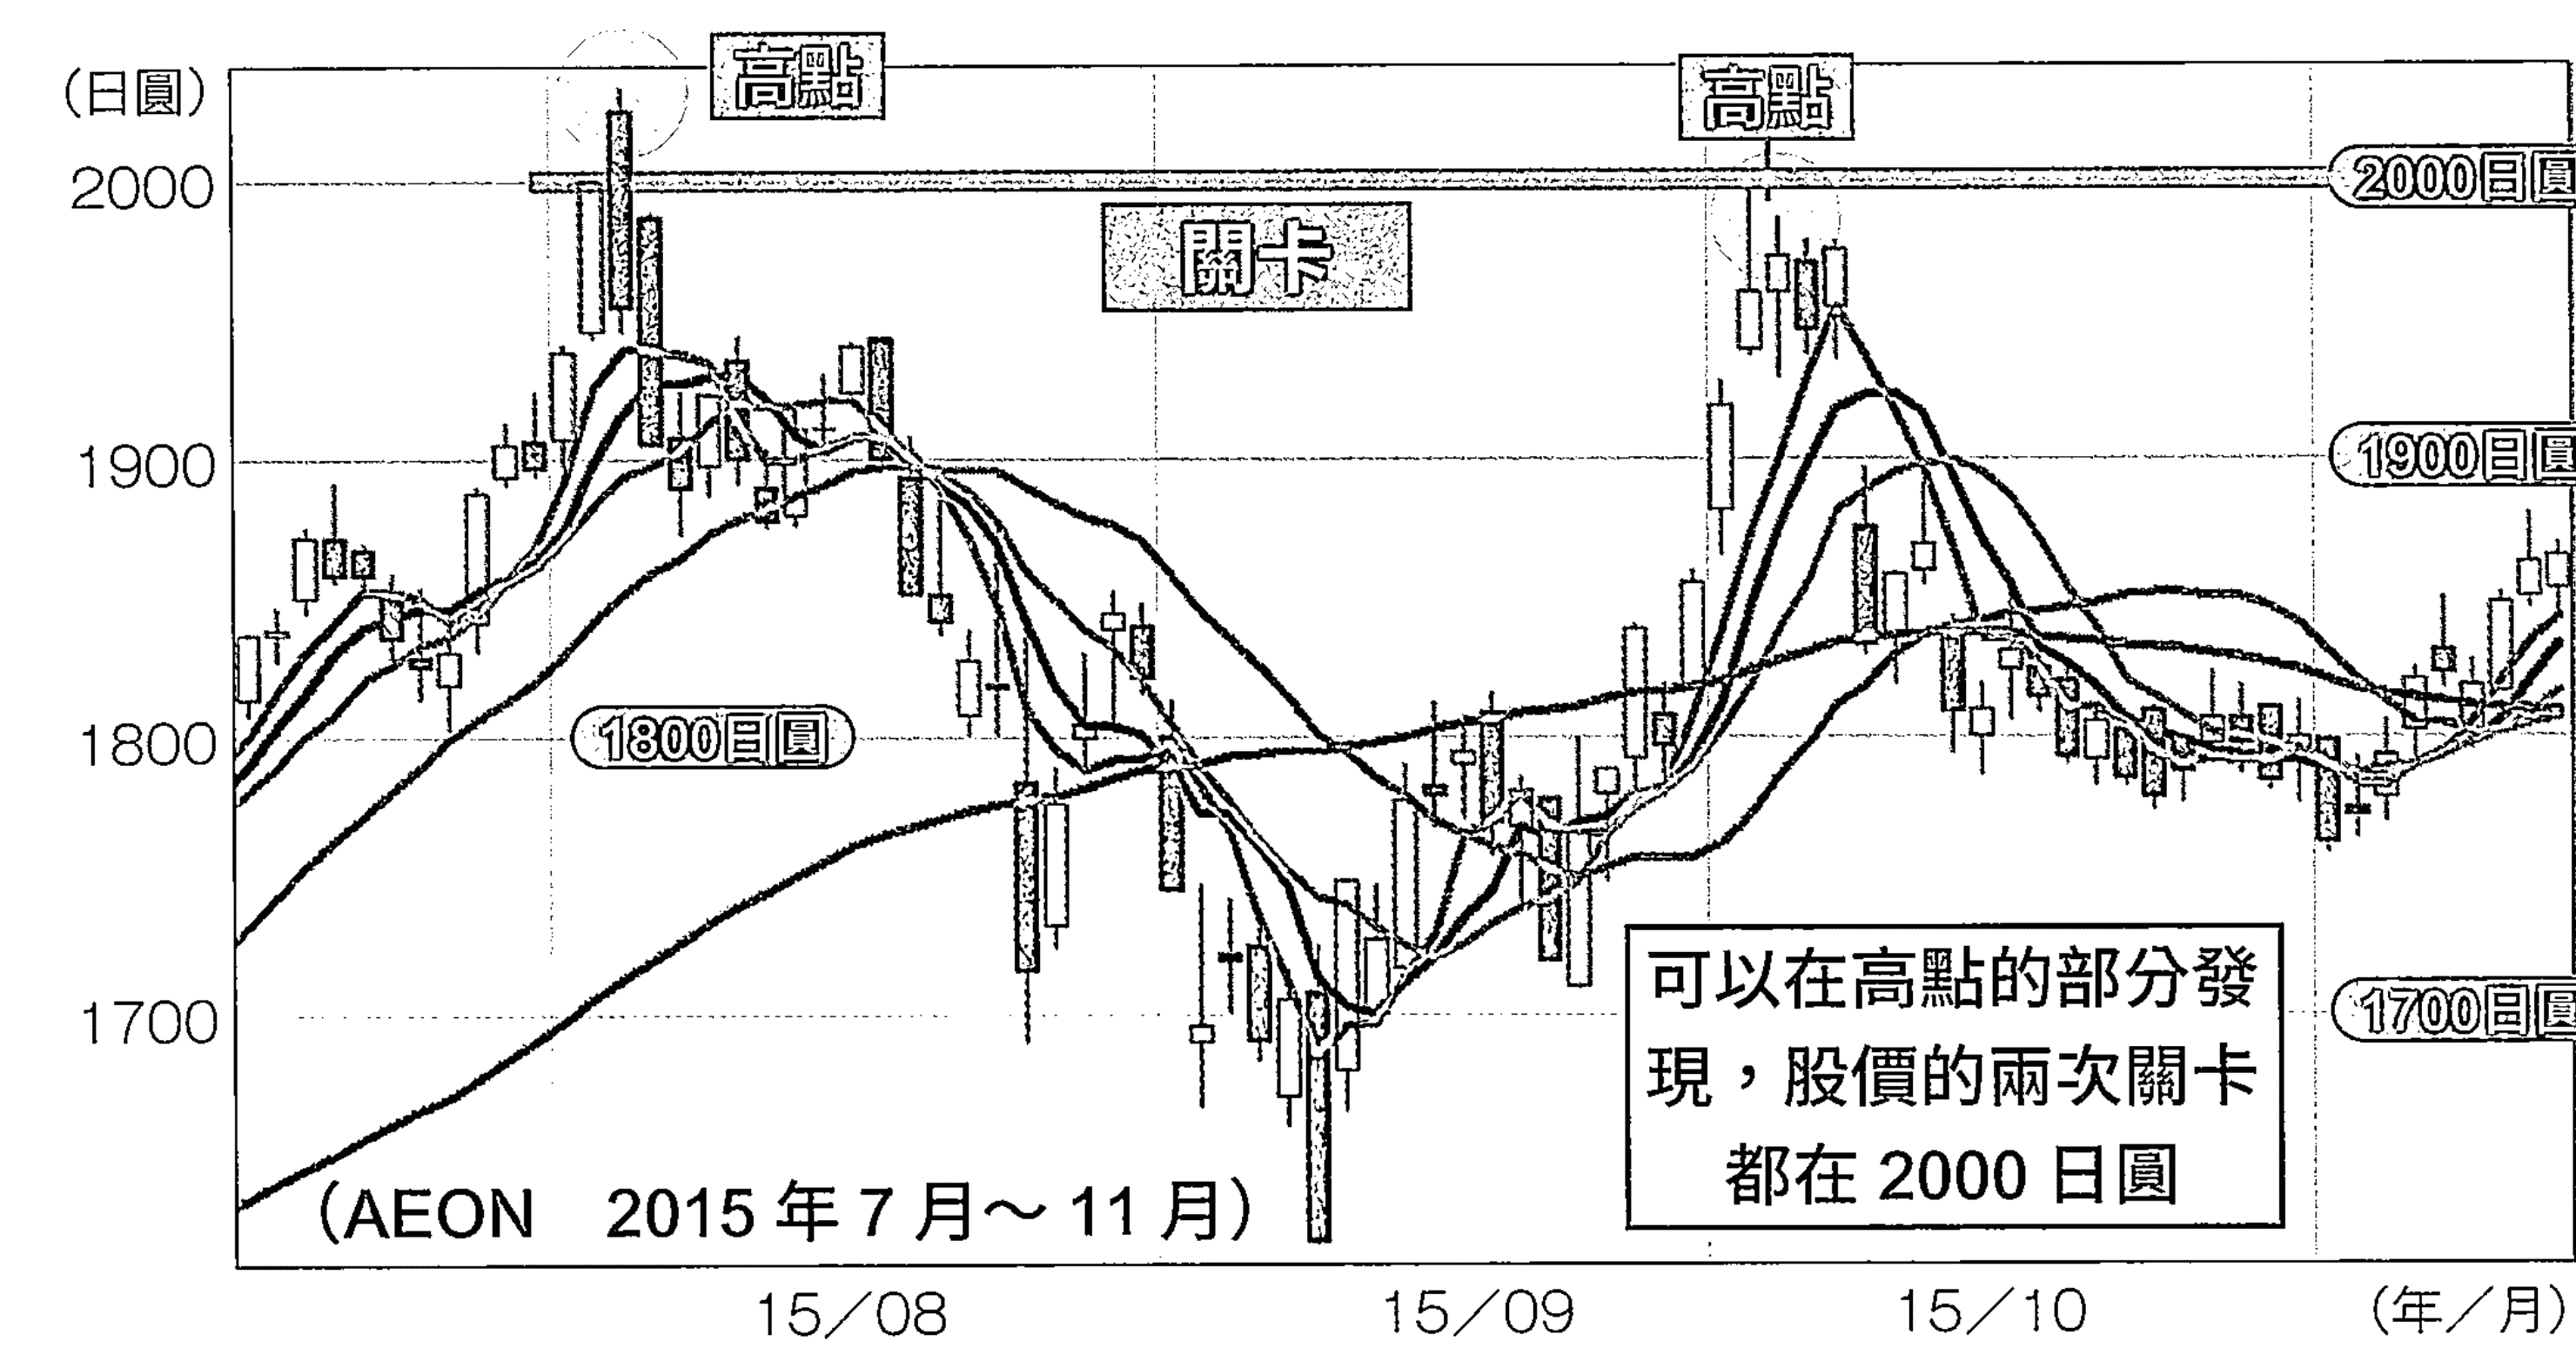 (日圓)
高點
高點
2000
2000日圓
關卡
1900
1900日圓
1800
1800日圓
1700
1700日圓
可以在高點的部分發
現，股價的兩次關卡
都在 2000 日圓
（AEON 2015 年 7 月～ 11 月）
15／08
15／09
15／10
(年／月)